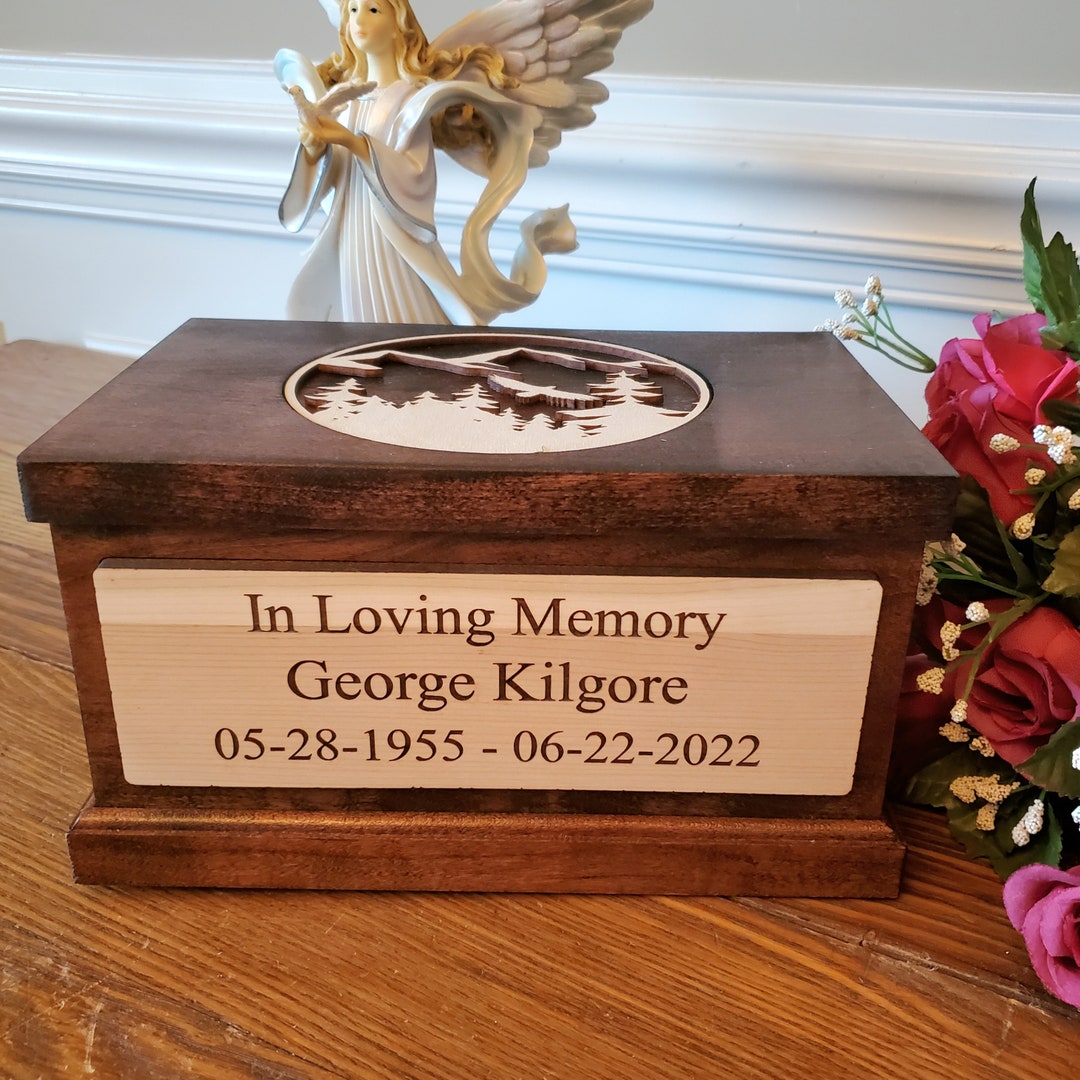 In Loving Memory
George Kilgore
05-28-1955 - 06-22-2022